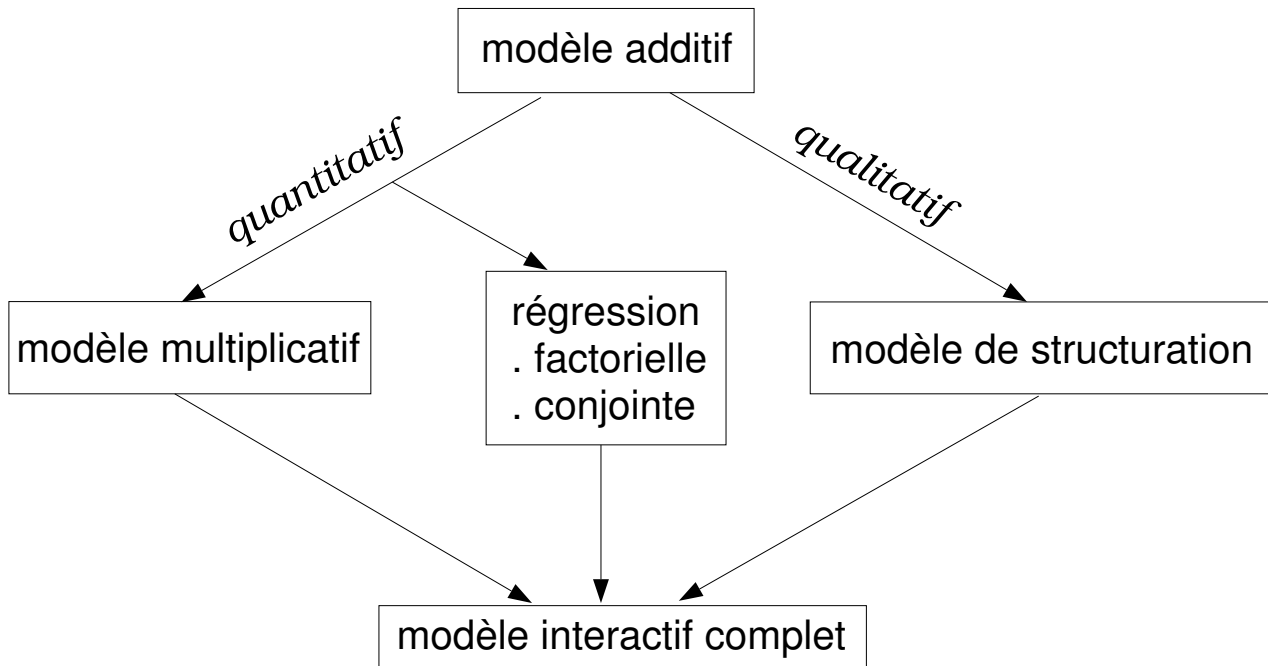 modèle additif
quantitatif
qualitatif
modèle multiplicatif
régression
. factorielle
. conjointe
modèle de structuration
modèle interactif complet